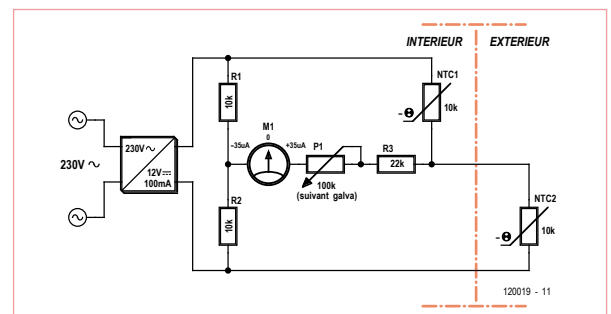 INTERIEUR
EXTERIEUR
NTC1
–Θ
10k
R1
10k
M1
0
–35uA
+35uA
P1
100k
(suivant galva)
R3
22k
230V ~
230V ~
12V ⎓
100mA
R2
10k
NTC2
–Θ
10k
120019 - 11